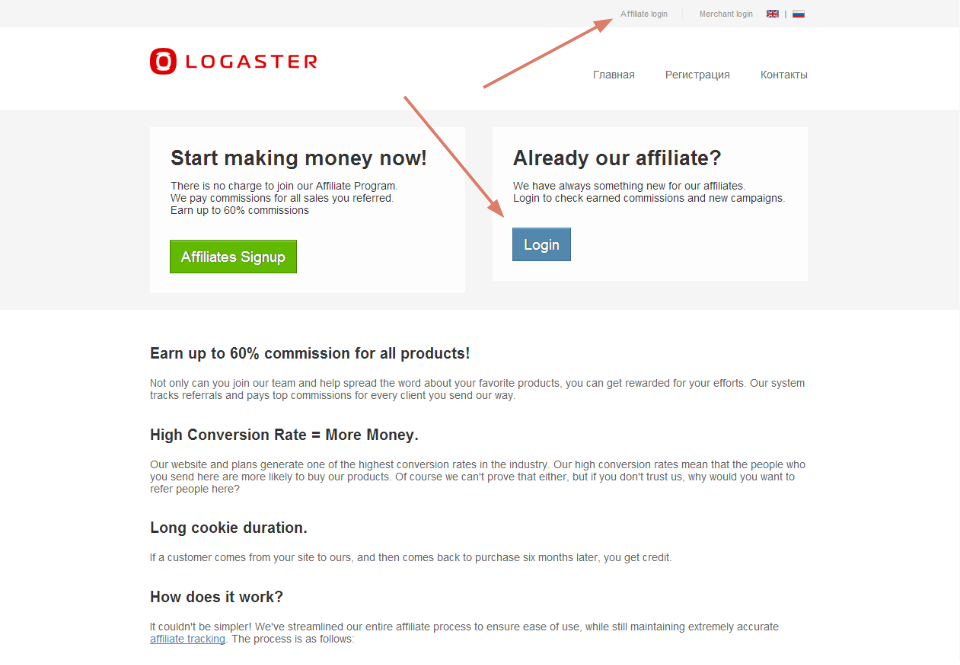 Affiliate login
Merchant login
LOGASTER
Главная
Регистрация
Контакты
Start making money now!
There is no charge to join our Affiliate Program.
We pay commissions for all sales you referred.
Earn up to 60% commissions
Affiliates Signup
Already our affiliate?
We have always something new for our affiliates.
Login to check earned commissions and new campaigns.
Login
Earn up to 60% commission for all products!
Not only can you join our team and help spread the word about your favorite products, you can get rewarded for your efforts. Our system
tracks referrals and pays top commissions for every client you send our way.
High Conversion Rate = More Money.
Our website and plans generate one of the highest conversion rates in the industry. Our high conversion rates mean that the people who
you send here are more likely to buy our products. Of course we can't prove that either, but if you don't trust us, why would you want to
refer people here?
Long cookie duration.
If a customer comes from your site to ours, and then comes back to purchase six months later, you get credit.
How does it work?
It couldn't be simpler! We've streamlined our entire affiliate process to ensure ease of use, while still maintaining extremely accurate
affiliate tracking. The process is as follows: